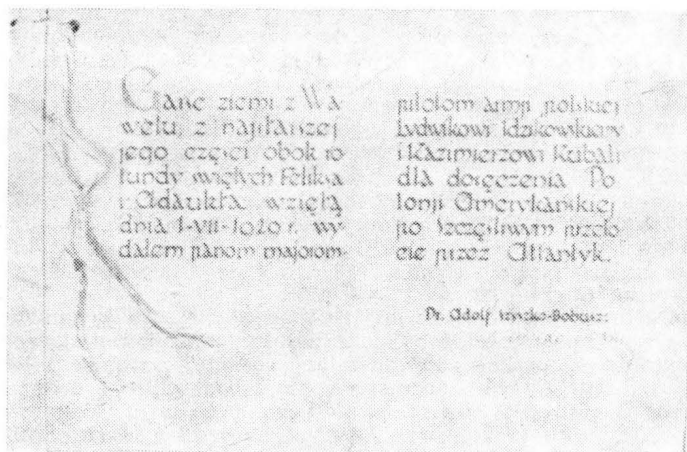 Garść ziemi z Wa
welu, z najstarszej
jego części obok ro
tundy świętych Feliksa
i Adaukta wziętą
dnia 1-VII-1929 r. wy
dałem panom majorom-
pilotom armji polskiej
Ludwikowi Idzikowskiemu
i Kazimierzowi Kubali
dla doręczenia Po
lonji Amerykańskiej
po szczęśliwym przelo
cie przez Atlantyk.
Dr. Adolf Szyszko-Bohusz